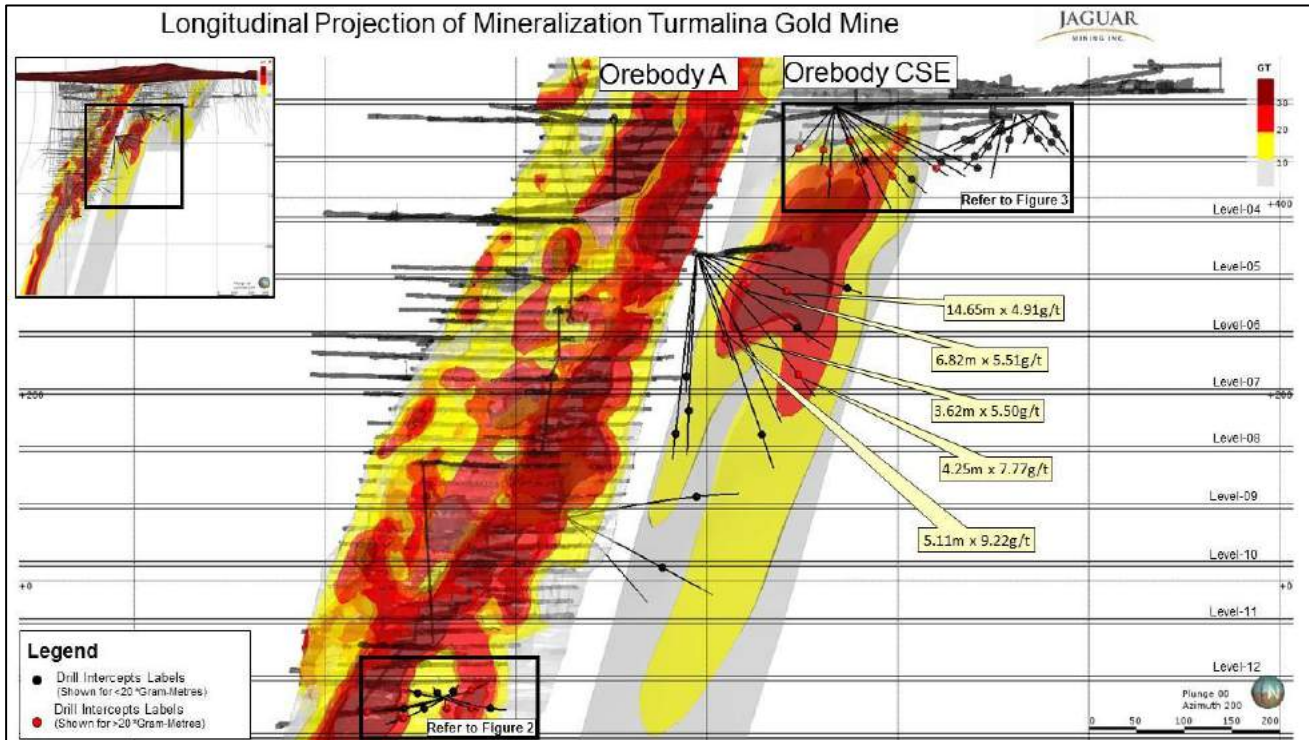 Longitudinal Projection of Mineralization Turmalina Gold Mine
JAGUAR
MINING INC.
Orebody A
Orebody CSE
GT
Refer to Figure 3
+400
Level-04
Level-05
14.65m x 4.91g/t
Level-06
6.82m x 5.51g/t
Level-07
+200
3.62m x 5.50g/t
Level-08
4.25m x 7.77g/t
Level-09
5.11m x 9.22g/t
Level-10
+0
+0
Level-11
Level-12
Legend
Drill Intercepts Labels
(Shown for <20 *Gram-Metres)
Drill Intercepts Labels
(Shown for >20 *Gram-Metres)
Refer to Figure 2
Plunge 00
Azimuth 200
0 50 100 150 200